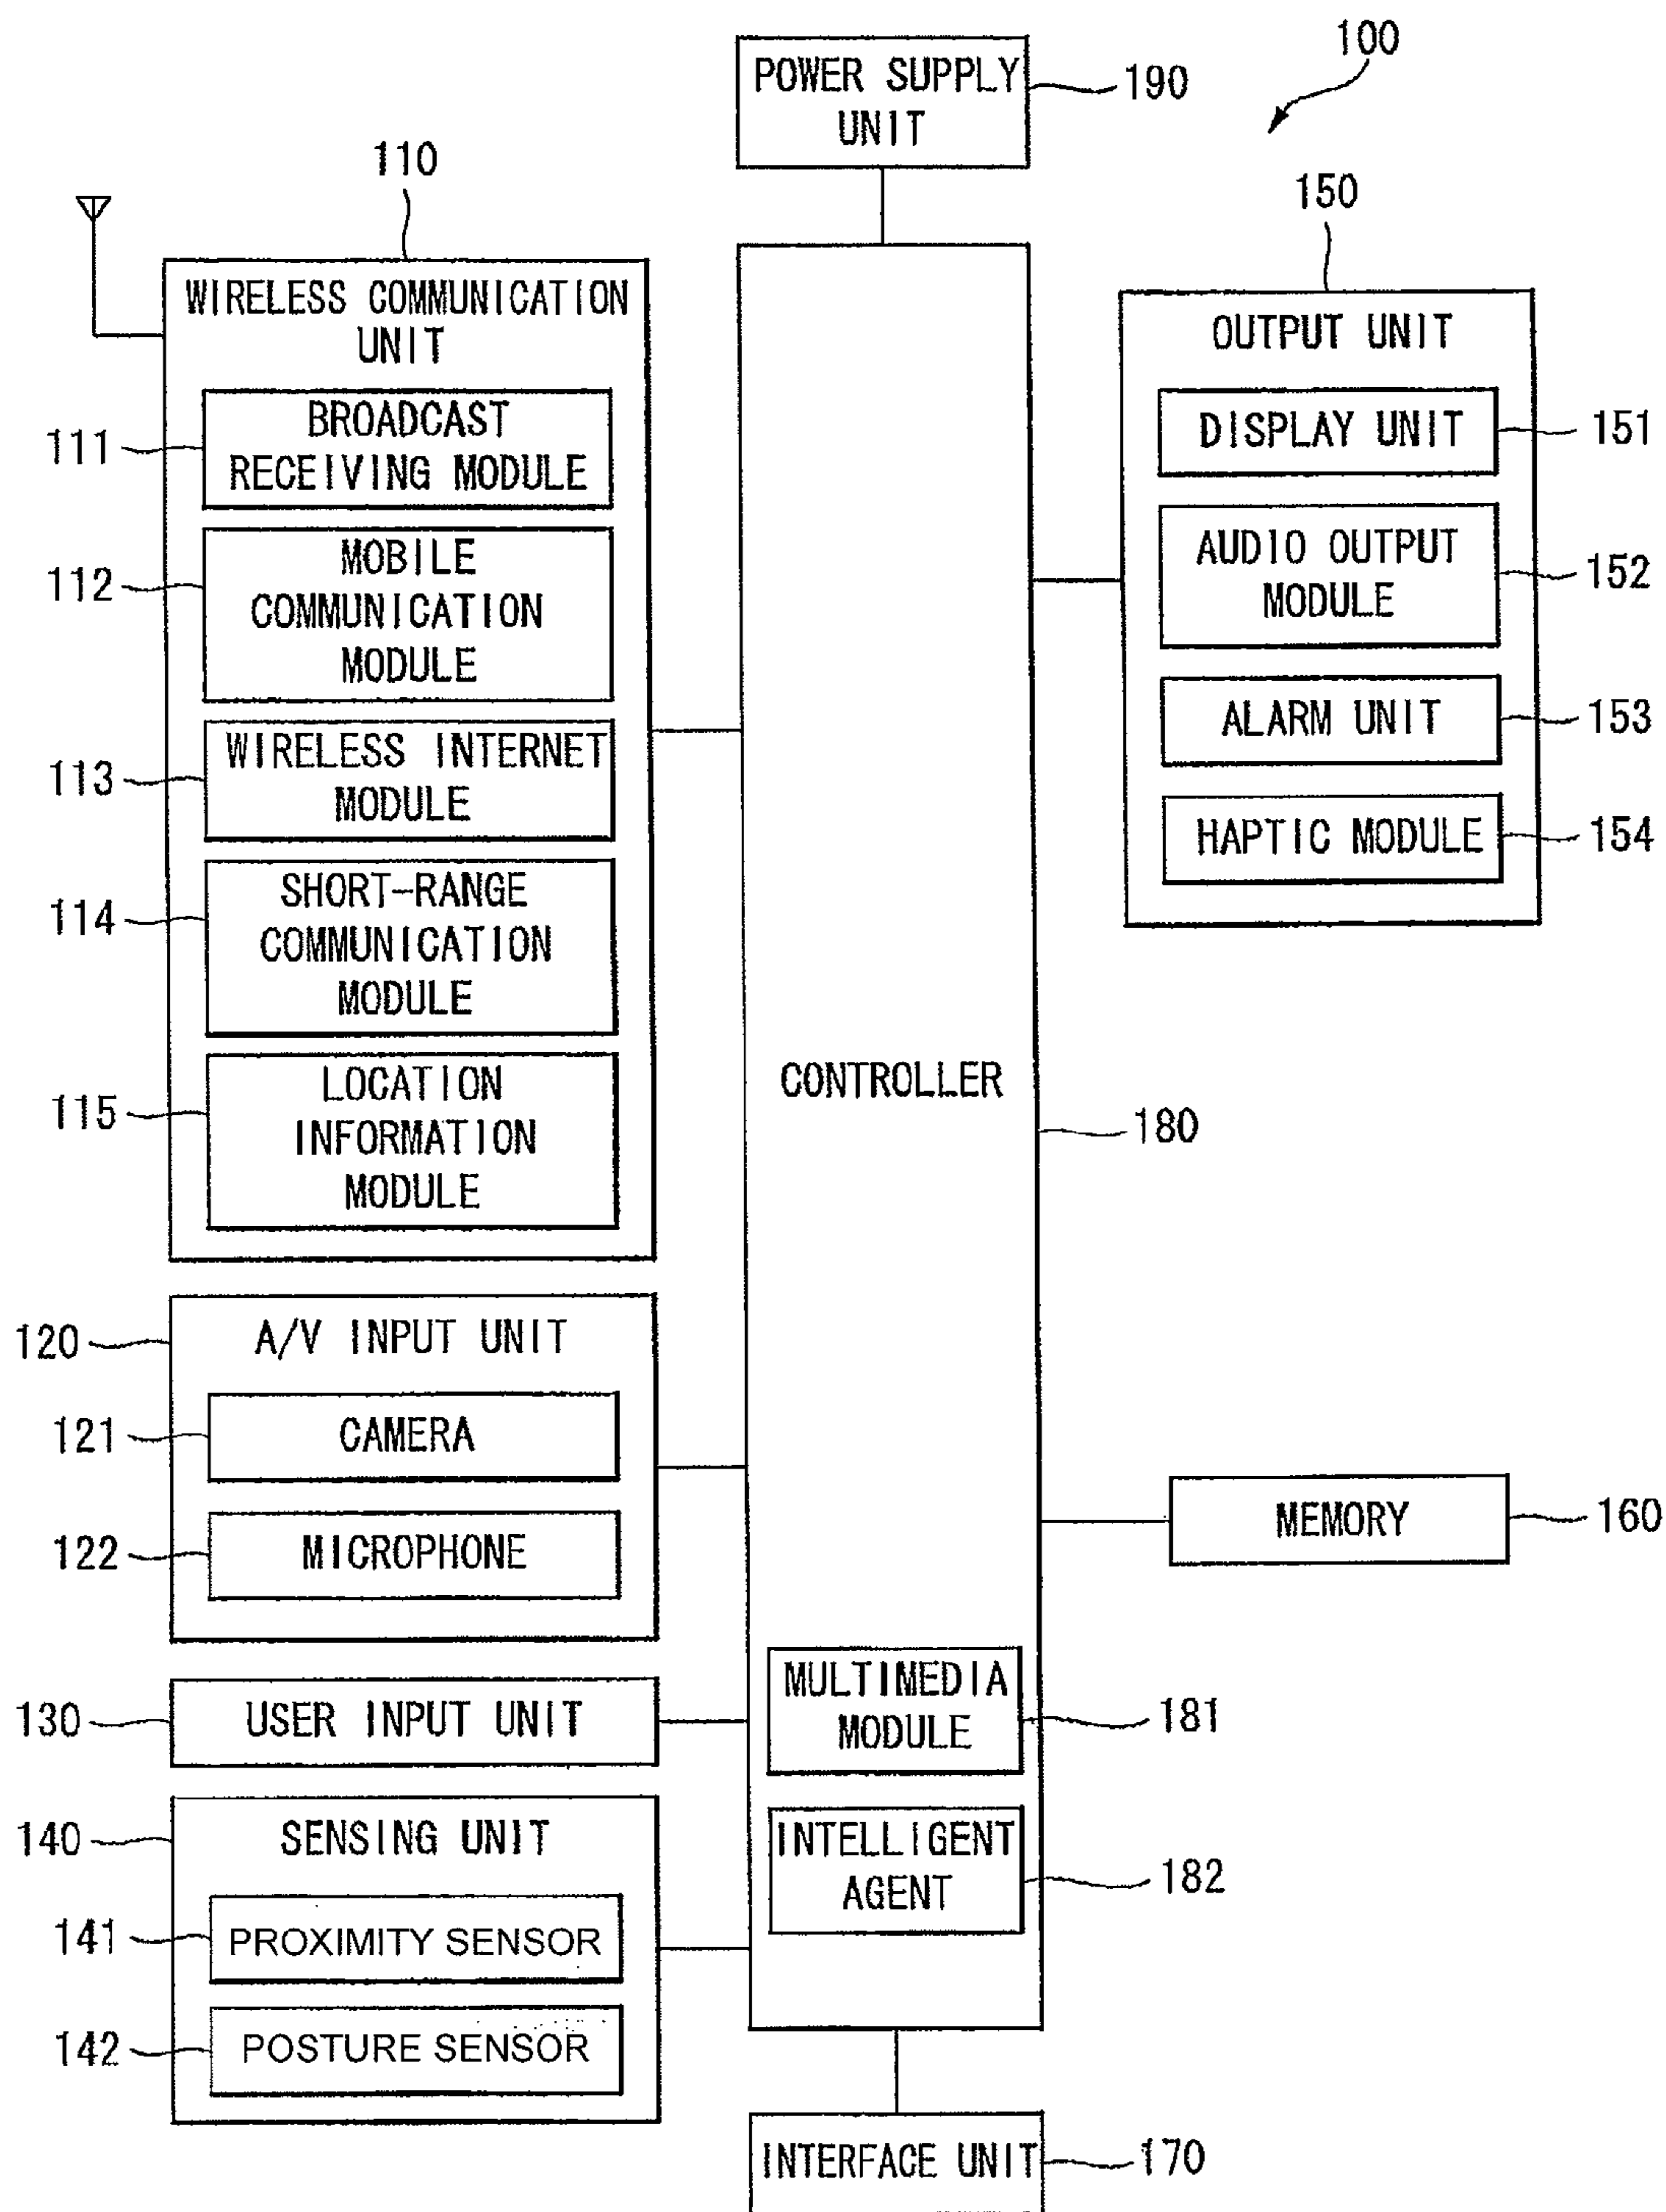 100
POWER SUPPLY
UNIT
190
110
WIRELESS COMMUNICATION
UNIT
111
BROADCAST
RECEIVING MODULE
112
MOBILE
COMMUNICATION
MODULE
113
WIRELESS INTERNET
MODULE
114
SHORT-RANGE
COMMUNICATION
MODULE
115
LOCATION
INFORMATION
MODULE
120
A/V INPUT UNIT
121
CAMERA
122
MICROPHONE
130
USER INPUT UNIT
140
SENSING UNIT
141
PROXIMITY SENSOR
142
POSTURE SENSOR
CONTROLLER
180
MULTIMEDIA
MODULE
181
INTELLIGENT
AGENT
182
150
OUTPUT UNIT
DISPLAY UNIT
151
AUDIO OUTPUT
MODULE
152
ALARM UNIT
153
HAPTIC MODULE
154
MEMORY
160
INTERFACE UNIT
170